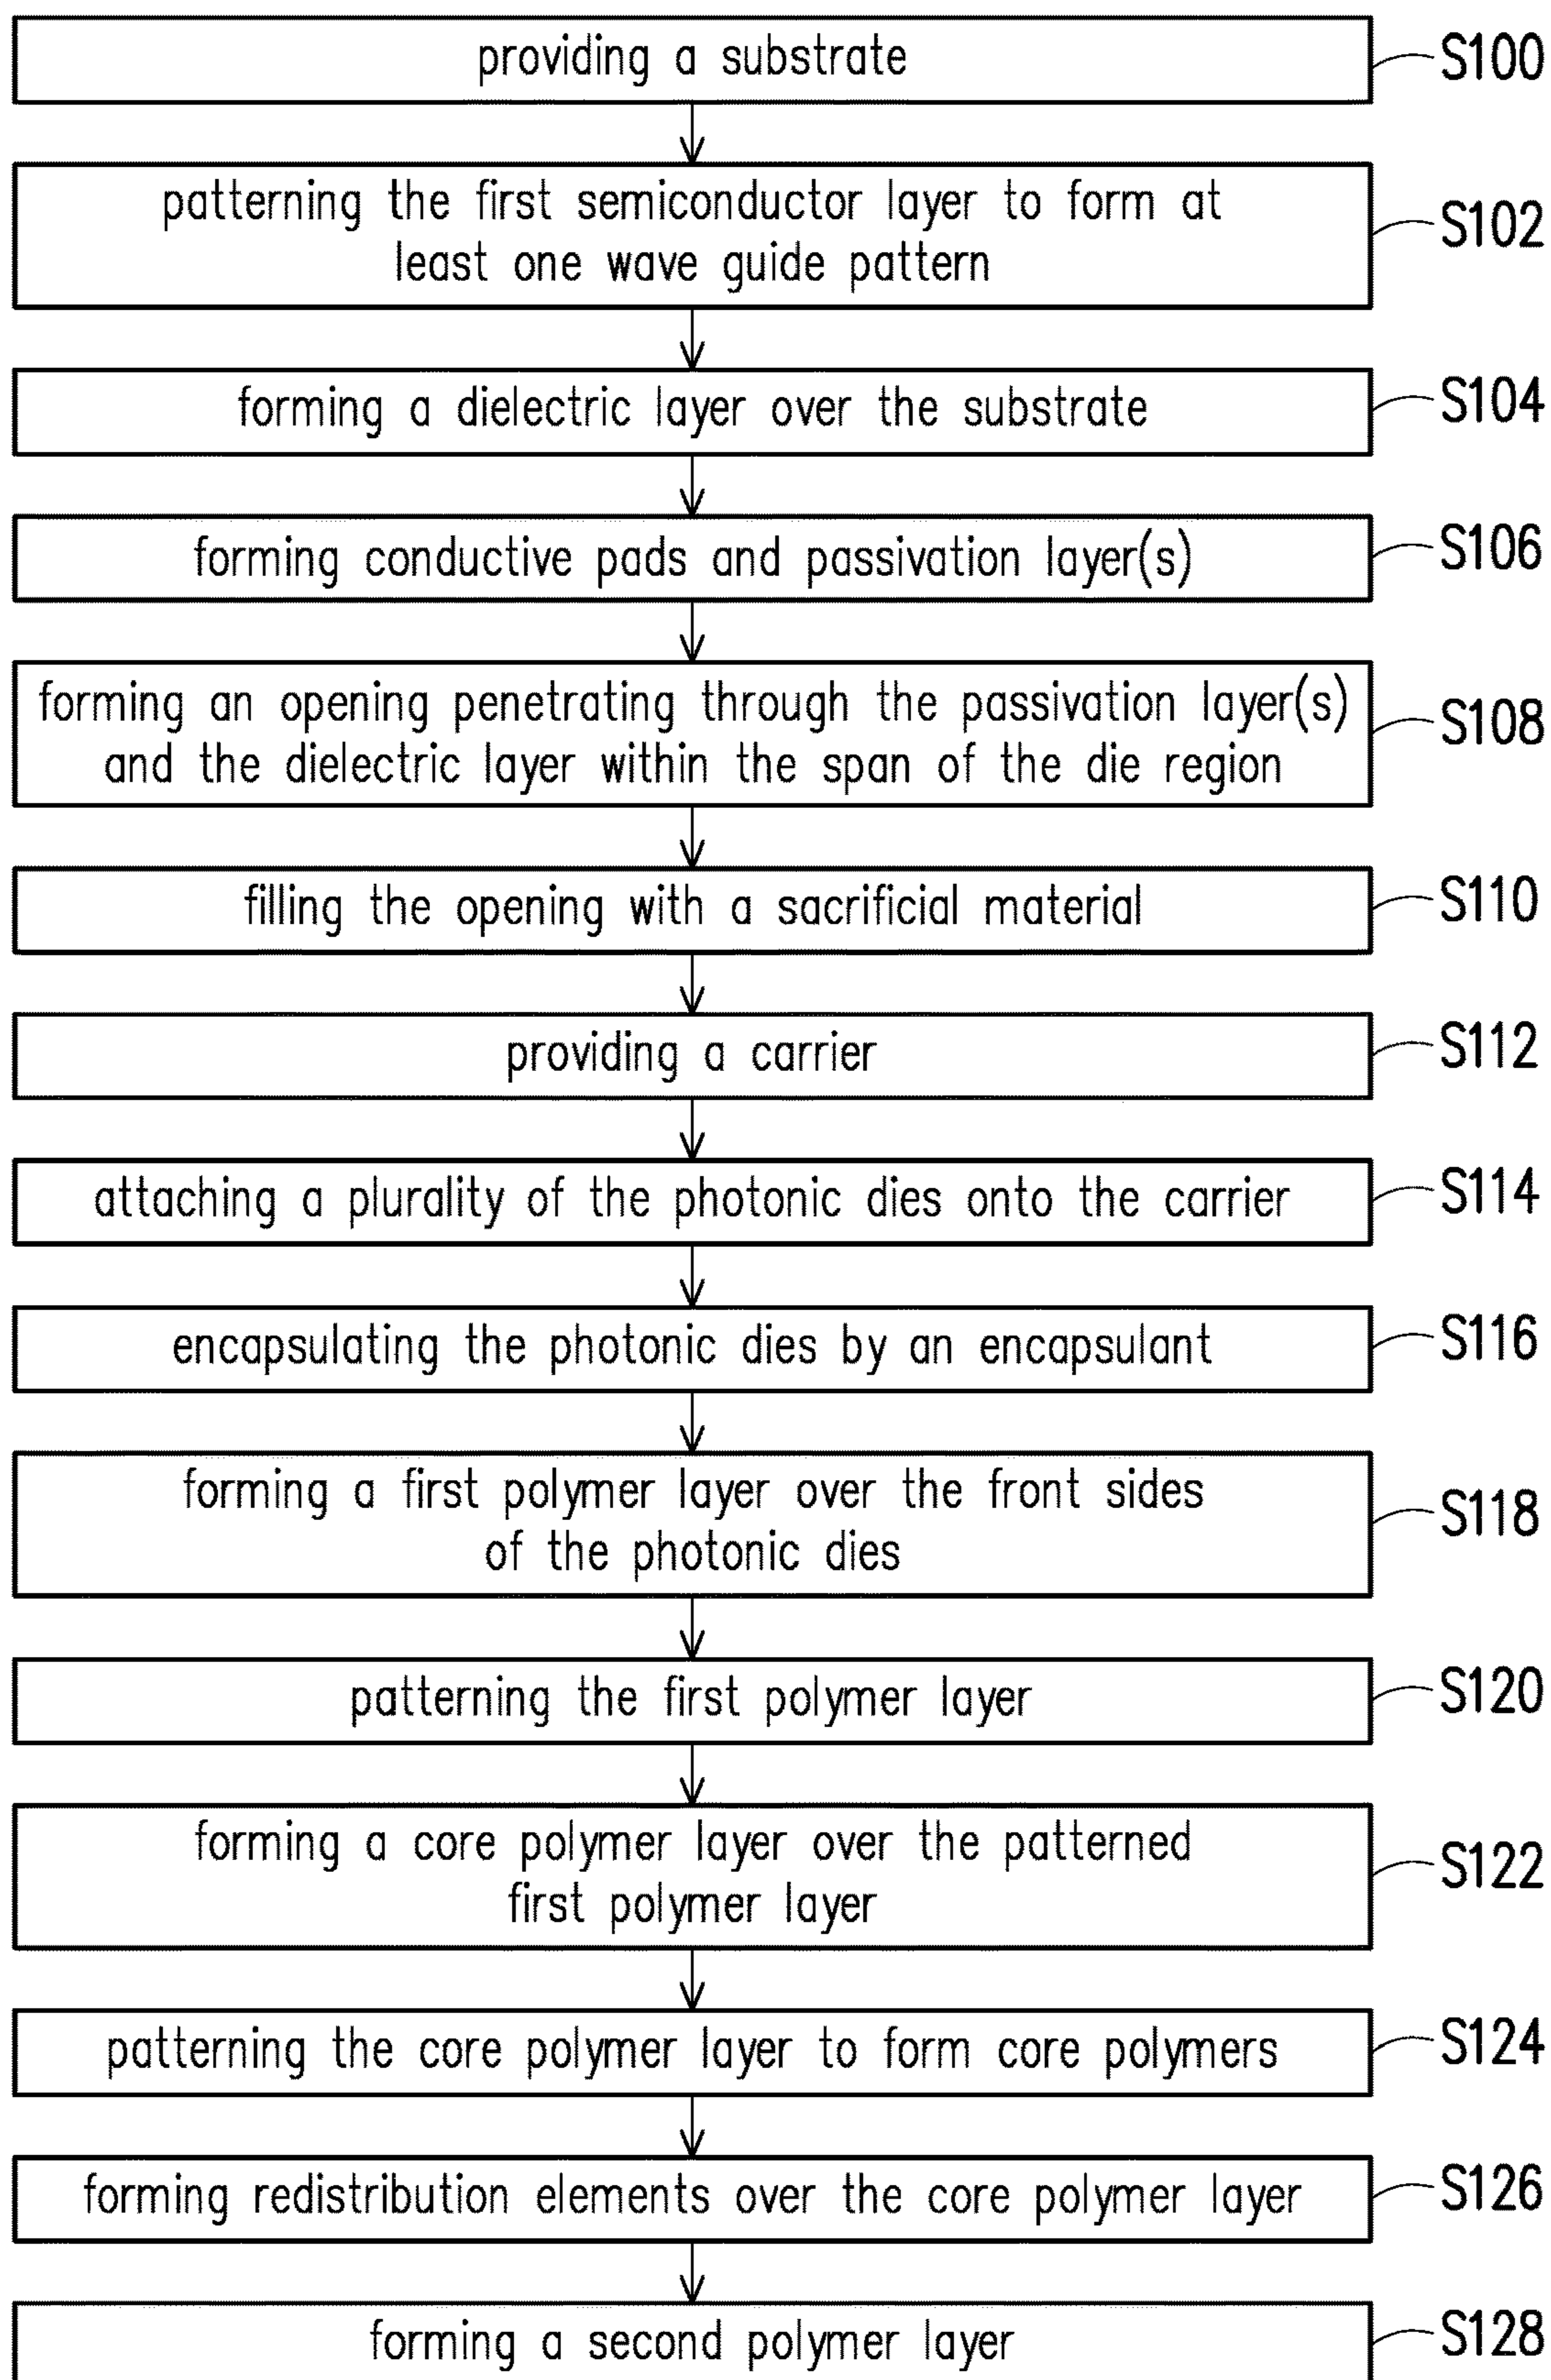 providing a substrate
S100
patterning the first semiconductor layer to form at
least one wave guide pattern
S102
forming a dielectric layer over the substrate
S104
forming conductive pads and passivation layer(s)
S106
forming an opening penetrating through the passivation layer(s)
and the dielectric layer within the span of the die region
S108
filling the opening with a sacrificial material
S110
providing a carrier
S112
attaching a plurality of the photonic dies onto the carrier
S114
encapsulating the photonic dies by an encapsulant
S116
forming a first polymer layer over the front sides
of the photonic dies
S118
patterning the first polymer layer
S120
forming a core polymer layer over the patterned
first polymer layer
S122
patterning the core polymer layer to form core polymers
S124
forming redistribution elements over the core polymer layer
S126
forming a second polymer layer
S128